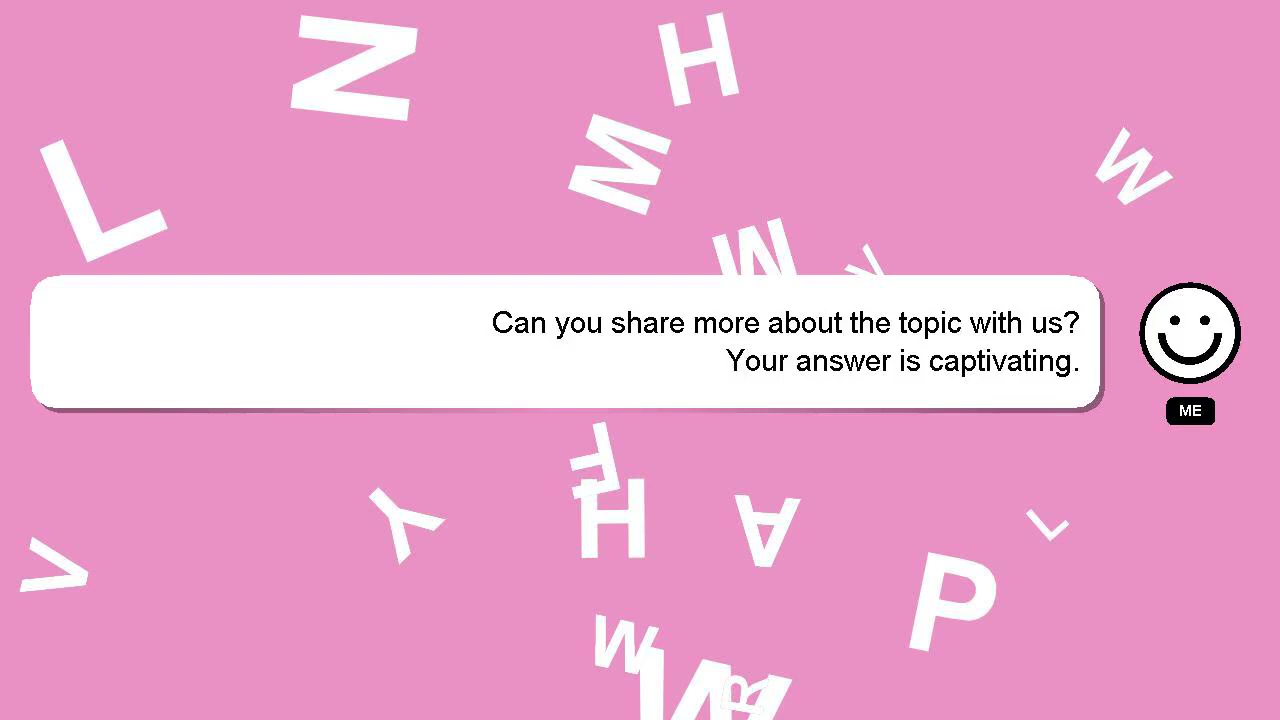 Z
H
M
W
L
W
V
Can you share more about the topic with us?
Your answer is captivating.
ME
F
H
Y
A
L
V
P
W
W
R